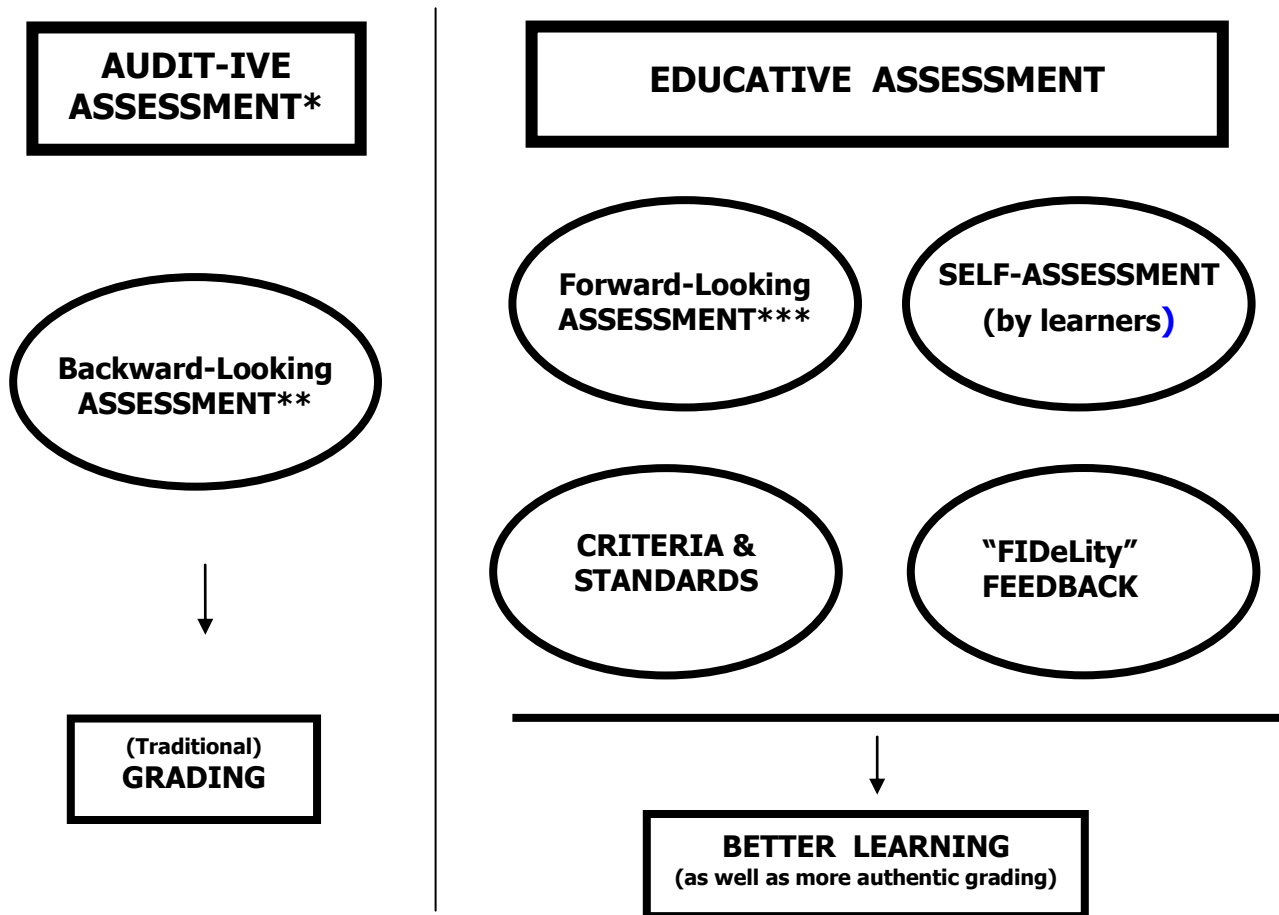 AUDIT-IVE
ASSESSMENT*
Backward-Looking
ASSESSMENT**
(Traditional)
GRADING
EDUCATIVE ASSESSMENT
Forward-Looking
ASSESSMENT***
SELF-ASSESSMENT
(by learners)
CRITERIA &
STANDARDS
“FIDeLity”
FEEDBACK
BETTER LEARNING
(as well as more authentic grading)